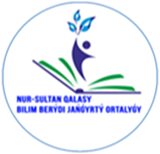 NUR-SULTAN QALASY
BILIM BERÝDI JAŃǴYRTÝ ORTALYǴY